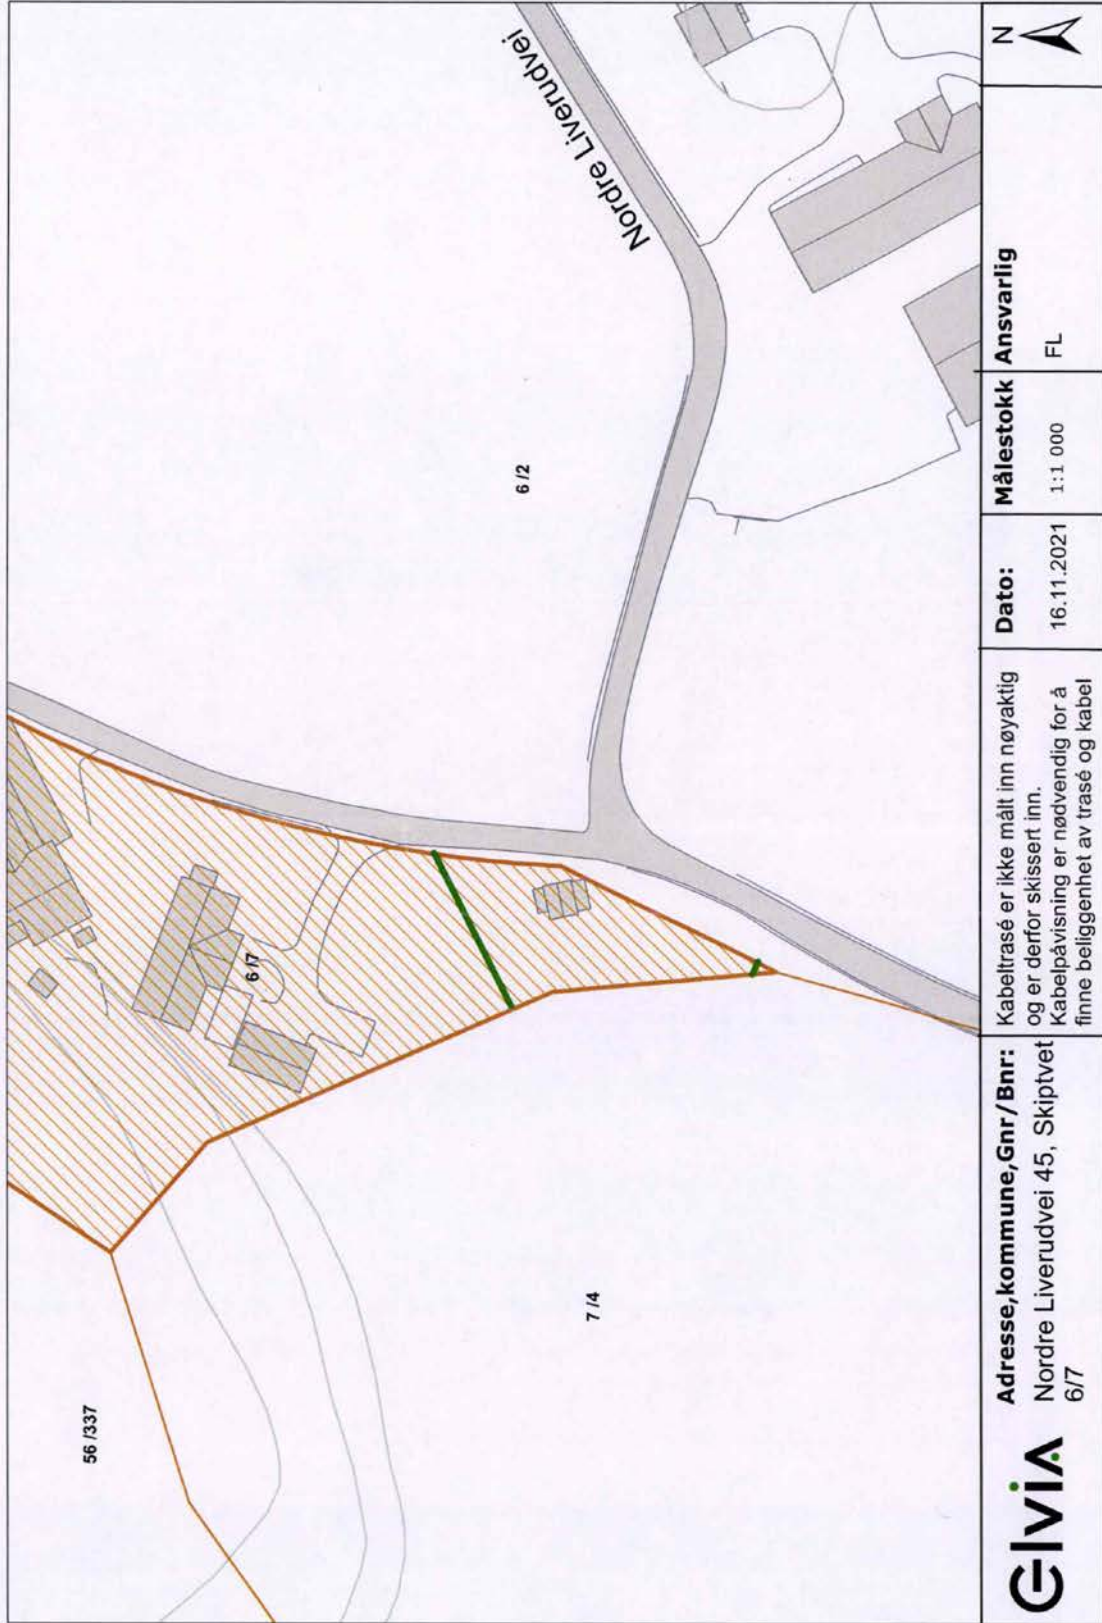 Nordre Liverudvei
6 /2
6 /7
7 /4
56 /337
Elvia
Adresse,kommune,Gnr/Bnr:
Nordre Liverudvei 45, Skiptvet
6/7
Kabeltrasé er ikke målt inn nøyaktig
og er derfor skissert inn.
Kabelpåvisning er nødvendig for å
finne beliggenhet av trasé og kabel
Dato:
16.11.2021
Målestokk
1:1 000
Ansvarlig
FL
N